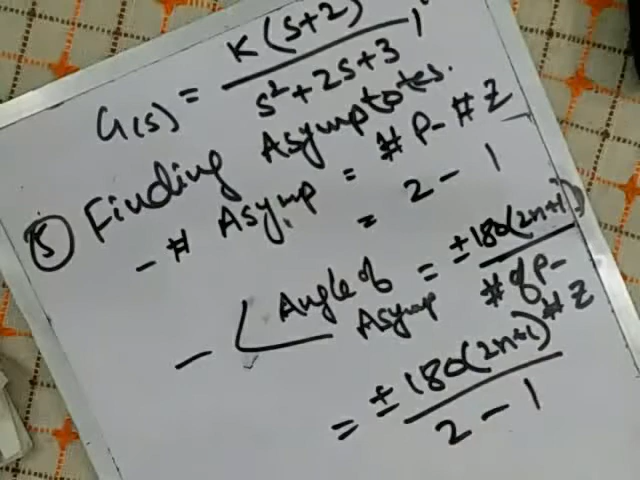 G(s) = K(s+2) / s² + 2s + 3
⑤ Finding Asymptotes.
- # Asymp = # P - # Z
= 2 - 1
- ∠ Angle of Asymp = ±180(2n+1) / # of P - # Z
= ±180(2n+1) / 2 - 1